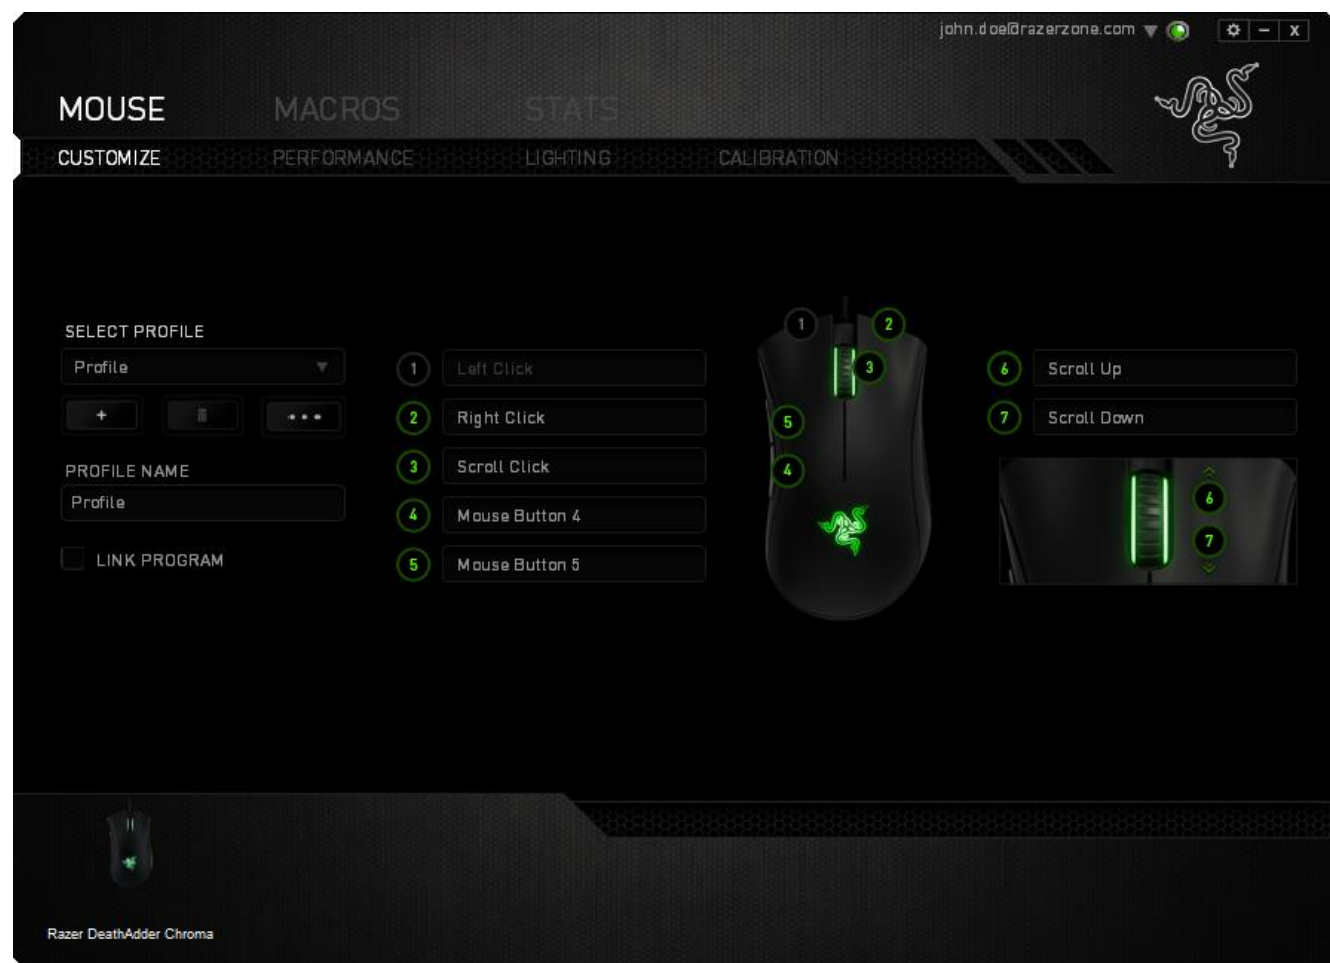 john.doe@razerzone.com
X
MOUSE MACROS STATS
CUSTOMIZE PERFORMANCE LIGHTING CALIBRATION
SELECT PROFILE
Profile
+
PROFILE NAME
Profile
LINK PROGRAM
1 Left Click
2 Right Click
3 Scroll Click
4 Mouse Button 4
5 Mouse Button 5
1
2
3
5
4
6 Scroll Up
7 Scroll Down
6
7
Razer DeathAdder Chroma